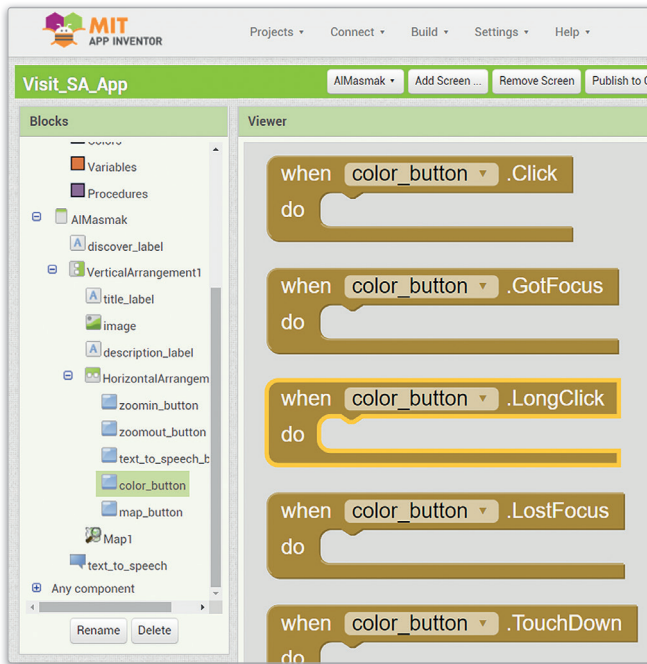 MIT
APP INVENTOR
Projects Connect Build Settings Help
Visit_SA_App
AlMasmak Add Screen ... Remove Screen Publish to G
Blocks
Viewer
Colors
Variables
Procedures
AlMasmak
discover_label
VerticalArrangement1
title_label
image
description_label
HorizontalArrangem
zoomin_button
zoomout_button
text_to_speech_b
color_button
map_button
Map1
text_to_speech
Any component
Rename Delete
when color_button .Click
do
when color_button .GotFocus
do
when color_button .LongClick
do
when color_button .LostFocus
do
when color_button .TouchDown
do